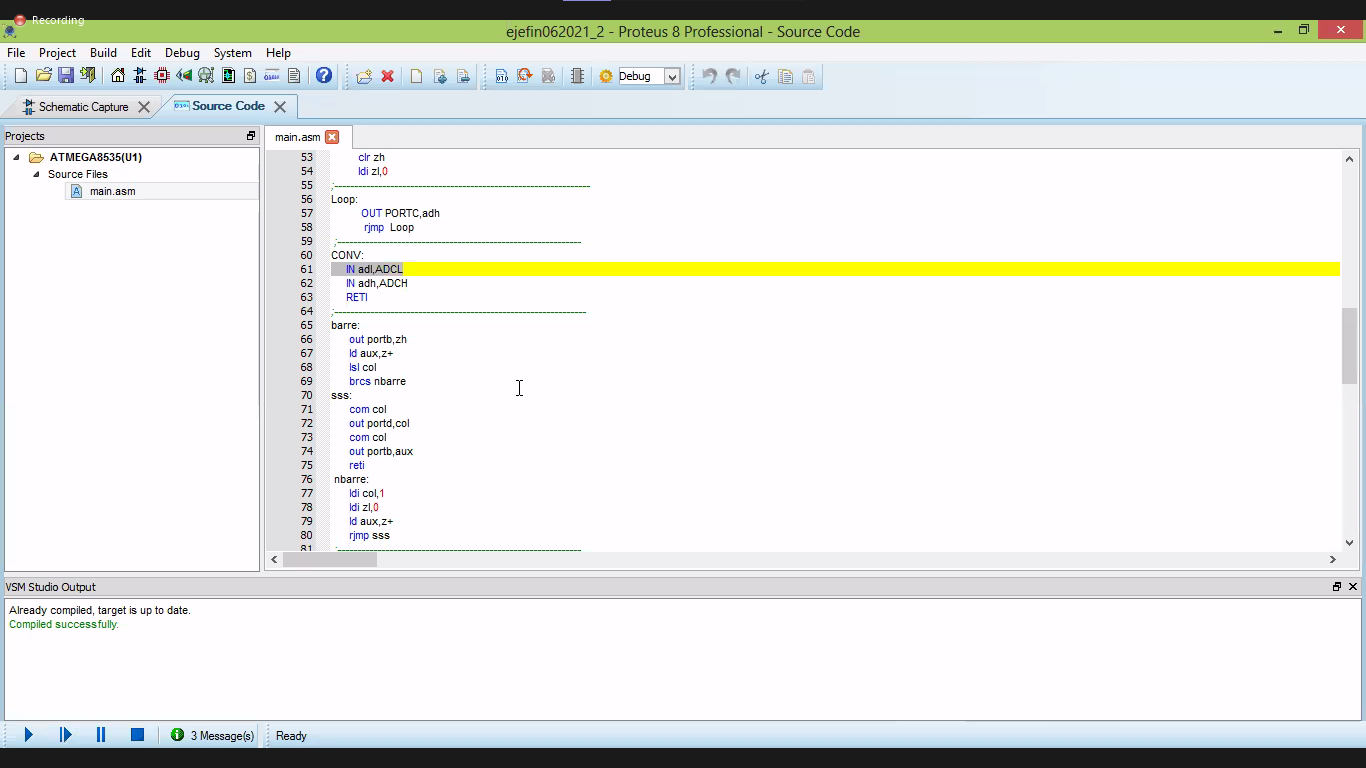 Recording
ejefin062021_2 - Proteus 8 Professional - Source Code
File Project Build Edit Debug System Help
Debug
Schematic Capture
Source Code
Projects
main.asm
ATMEGA8535(U1)
Source Files
main.asm
53 clr zh
54 ldi zl,0
55 ;----------------------------------------------------------------
56 Loop:
57 OUT PORTC,adh
58 rjmp Loop
59 ;-------------------------------------------------------------
60 CONV:
61 IN adl,ADCL
62 IN adh,ADCH
63 RETI
64 ;---------------------------------------------------------------
65 barre:
66 out portb,zh
67 ld aux,z+
68 lsl col
69 brcs nbarre
70 sss:
71 com col
72 out portd,col
73 com col
74 out portb,aux
75 reti
76 nbarre:
77 ldi col,1
78 ldi zl,0
79 ld aux,z+
80 rjmp sss
81 ;-------------------------------------------------------------
VSM Studio Output
Already compiled, target is up to date.
Compiled successfully.
3 Message(s)
Ready